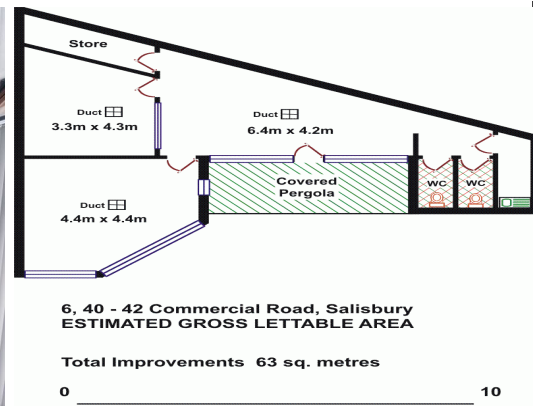 Store
Duct
3.3m x 4.3m
Duct
6.4m x 4.2m
Covered
Pergola
WC
WC
Duct
4.4m x 4.4m
6, 40 - 42 Commercial Road, Salisbury
ESTIMATED GROSS LETTABLE AREA
Total Improvements 63 sq. metres
0
10